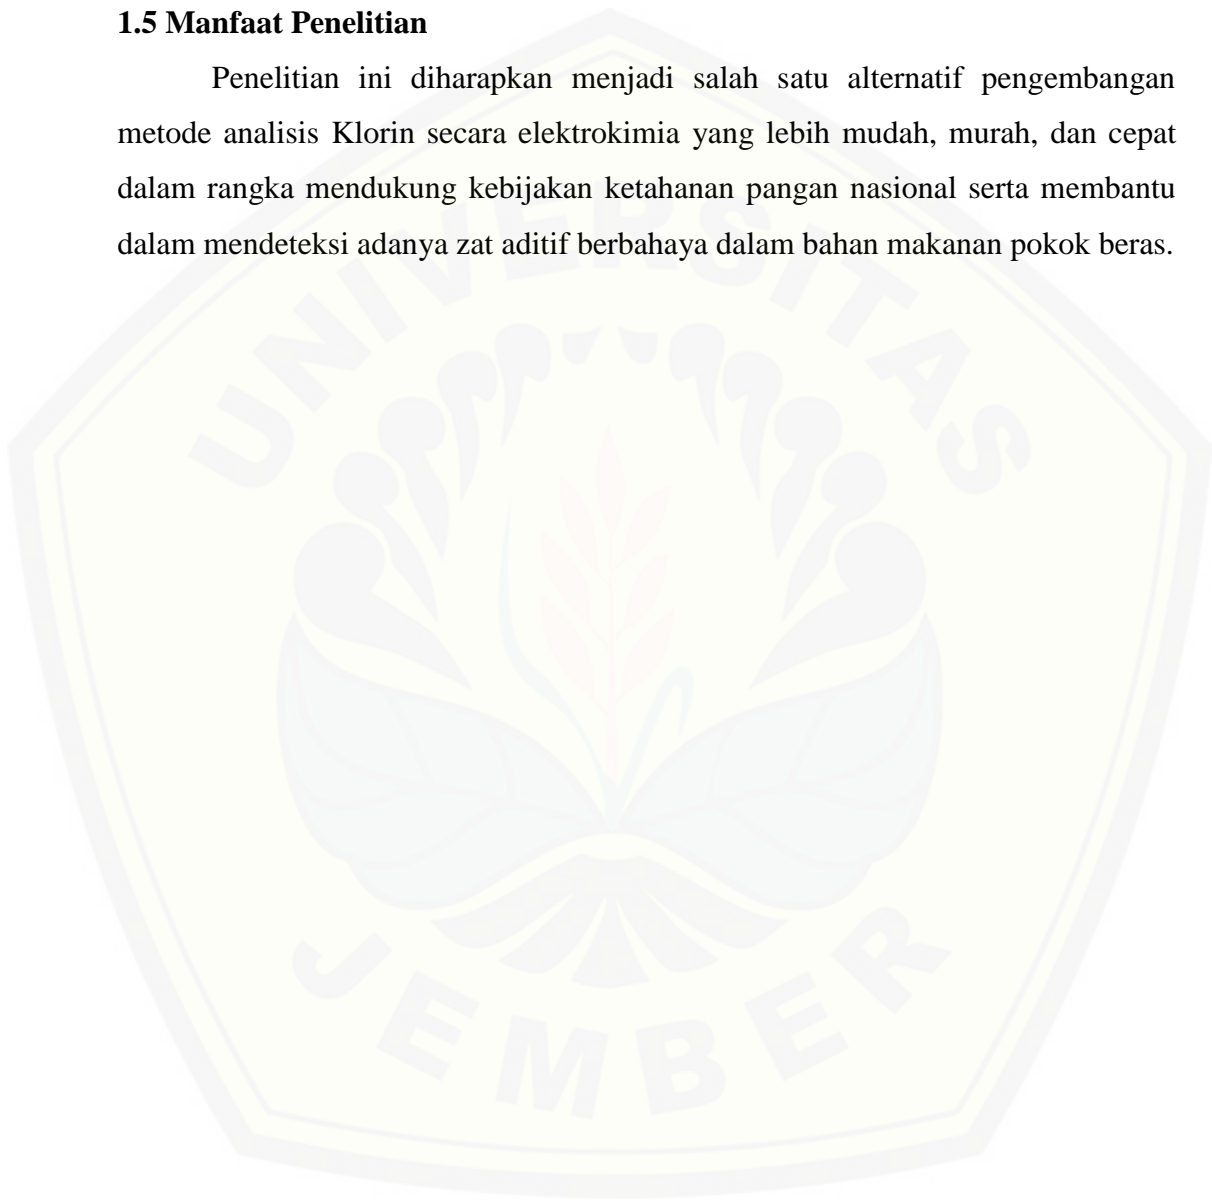 1.5 Manfaat Penelitian
Penelitian ini diharapkan menjadi salah satu alternatif pengembangan
metode analisis Klorin secara elektrokimia yang lebih mudah, murah, dan cepat
dalam rangka mendukung kebijakan ketahanan pangan nasional serta membantu
dalam mendeteksi adanya zat aditif berbahaya dalam bahan makanan pokok beras.
UNIVERSITAS
JEMBER